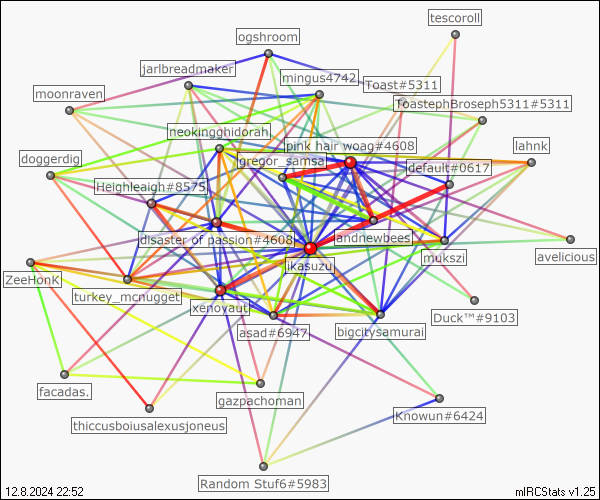 tescoroll
ogshroom
jarlbreadmaker
mingus4742
Toast#5311
moonraven
ToastephBroseph5311#5311
neokingghidorah
pink hair woag#4608
lahnk
doggerdig
gregor_samsa
default#0617
Heighleaigh#8575
disaster of passion#4608
andnewbees
mukszi
avelicious
ikasuzu
ZeeHonK
turkey_mcnugget
xenoyaut
Duck™#9103
asad#6947
bigcitysamurai
facadas.
gazpachoman
Knowun#6424
thiccusboiusalexusjoneus
Random Stuf6#5983
12.8.2024 22:52
mIRCStats v1.25